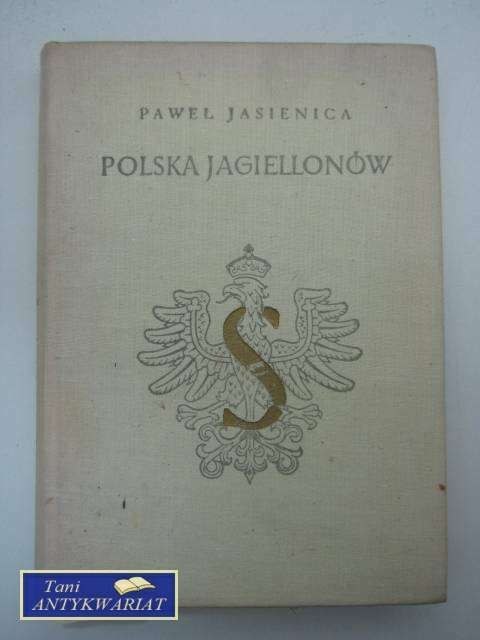 PAWEŁ JASIENICA
POLSKA JAGIELLONÓW
S
Tani
ANTYKWARIAT